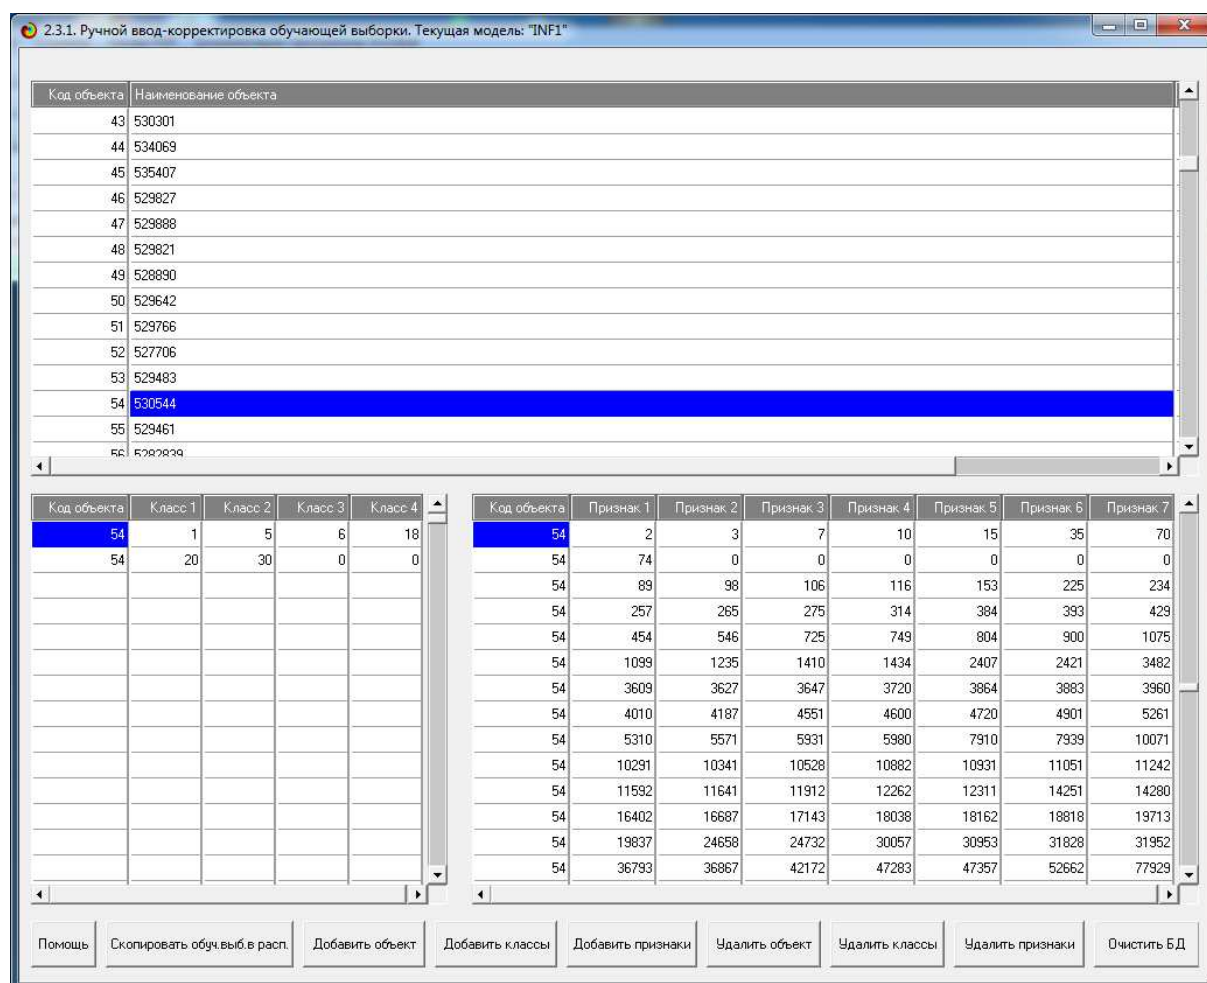 2.3.1. Ручной ввод-корректировка обучающей выборки. Текущая модель: "INF1"
Код объекта Наименование объекта
43 530301
44 534069
45 535407
46 529827
47 529888
48 529821
49 528890
50 529642
51 529766
52 527706
53 529483
54 530544
55 529461
56 5282839
Код объекта Класс 1 Класс 2 Класс 3 Класс 4
54 1 5 6 18
54 20 30 0 0
Код объекта Признак 1 Признак 2 Признак 3 Признак 4 Признак 5 Признак 6 Признак 7
54 2 3 7 10 15 35 70
54 74 0 0 0 0 0 0
54 89 98 106 116 153 225 234
54 257 265 275 314 384 393 429
54 454 546 725 749 804 900 1075
54 1099 1235 1410 1434 2407 2421 3482
54 3609 3627 3647 3720 3864 3883 3960
54 4010 4187 4551 4600 4720 4901 5261
54 5310 5571 5931 5980 7910 7939 10071
54 10291 10341 10528 10882 10931 11051 11242
54 11592 11641 11912 12262 12311 14251 14280
54 16402 16687 17143 18038 18162 18818 19713
54 19837 24658 24732 30057 30953 31828 31952
54 36793 36867 42172 47283 47357 52662 77929
Помощь Скопировать обуч.выб.в расп. Добавить объект Добавить классы Добавить признаки Удалить объект Удалить классы Удалить признаки Очистить БД